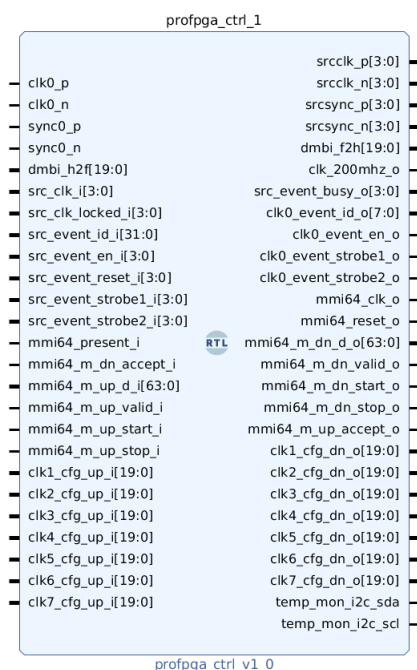 profpga_ctrl_1
srcclk_p[3:0]
clk0_p srcclk_n[3:0]
clk0_n srcsync_p[3:0]
sync0_p srcsync_n[3:0]
sync0_n dmbi_f2h[19:0]
dmbi_h2f[19:0] clk_200mhz_o
src_clk_i[3:0] src_event_busy_o[3:0]
src_clk_locked_i[3:0] clk0_event_id_o[7:0]
src_event_id_i[31:0] clk0_event_en_o
src_event_en_i[3:0] clk0_event_strobe1_o
src_event_reset_i[3:0] clk0_event_strobe2_o
src_event_strobe1_i[3:0] mmi64_clk_o
src_event_strobe2_i[3:0] mmi64_reset_o
mmi64_present_i RTL mmi64_m_dn_d_o[63:0]
mmi64_m_dn_accept_i mmi64_m_dn_valid_o
mmi64_m_up_d_i[63:0] mmi64_m_dn_start_o
mmi64_m_up_valid_i mmi64_m_dn_stop_o
mmi64_m_up_start_i mmi64_m_up_accept_o
mmi64_m_up_stop_i clk1_cfg_dn_o[19:0]
clk1_cfg_up_i[19:0] clk2_cfg_dn_o[19:0]
clk2_cfg_up_i[19:0] clk3_cfg_dn_o[19:0]
clk3_cfg_up_i[19:0] clk4_cfg_dn_o[19:0]
clk4_cfg_up_i[19:0] clk5_cfg_dn_o[19:0]
clk5_cfg_up_i[19:0] clk6_cfg_dn_o[19:0]
clk6_cfg_up_i[19:0] clk7_cfg_dn_o[19:0]
clk7_cfg_up_i[19:0] temp_mon_i2c_sda
temp_mon_i2c_scl
profpga_ctrl_v1_0